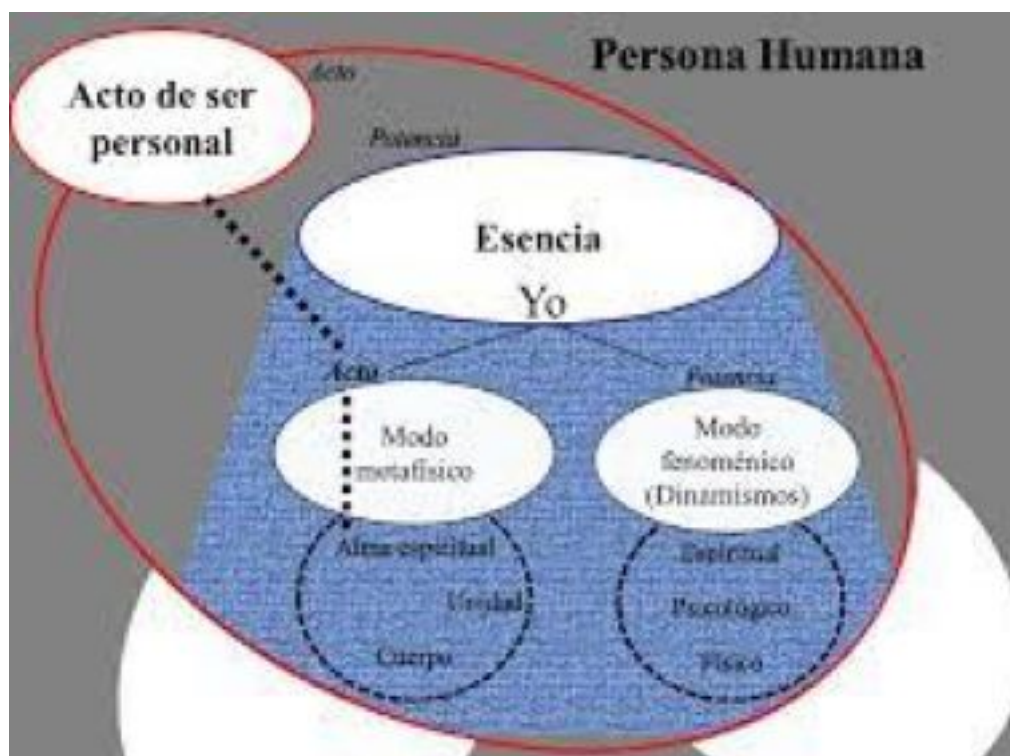 Persona Humana
Acto de ser
personal
Acto
Potencia
Esencia
Yo
Acto
Potencia
Modo
metafísico
Modo
fenoménico
(Dinamismos)
Alma espiritual
Unidad
Cuerpo
Espiritual
Psicológico
Físico